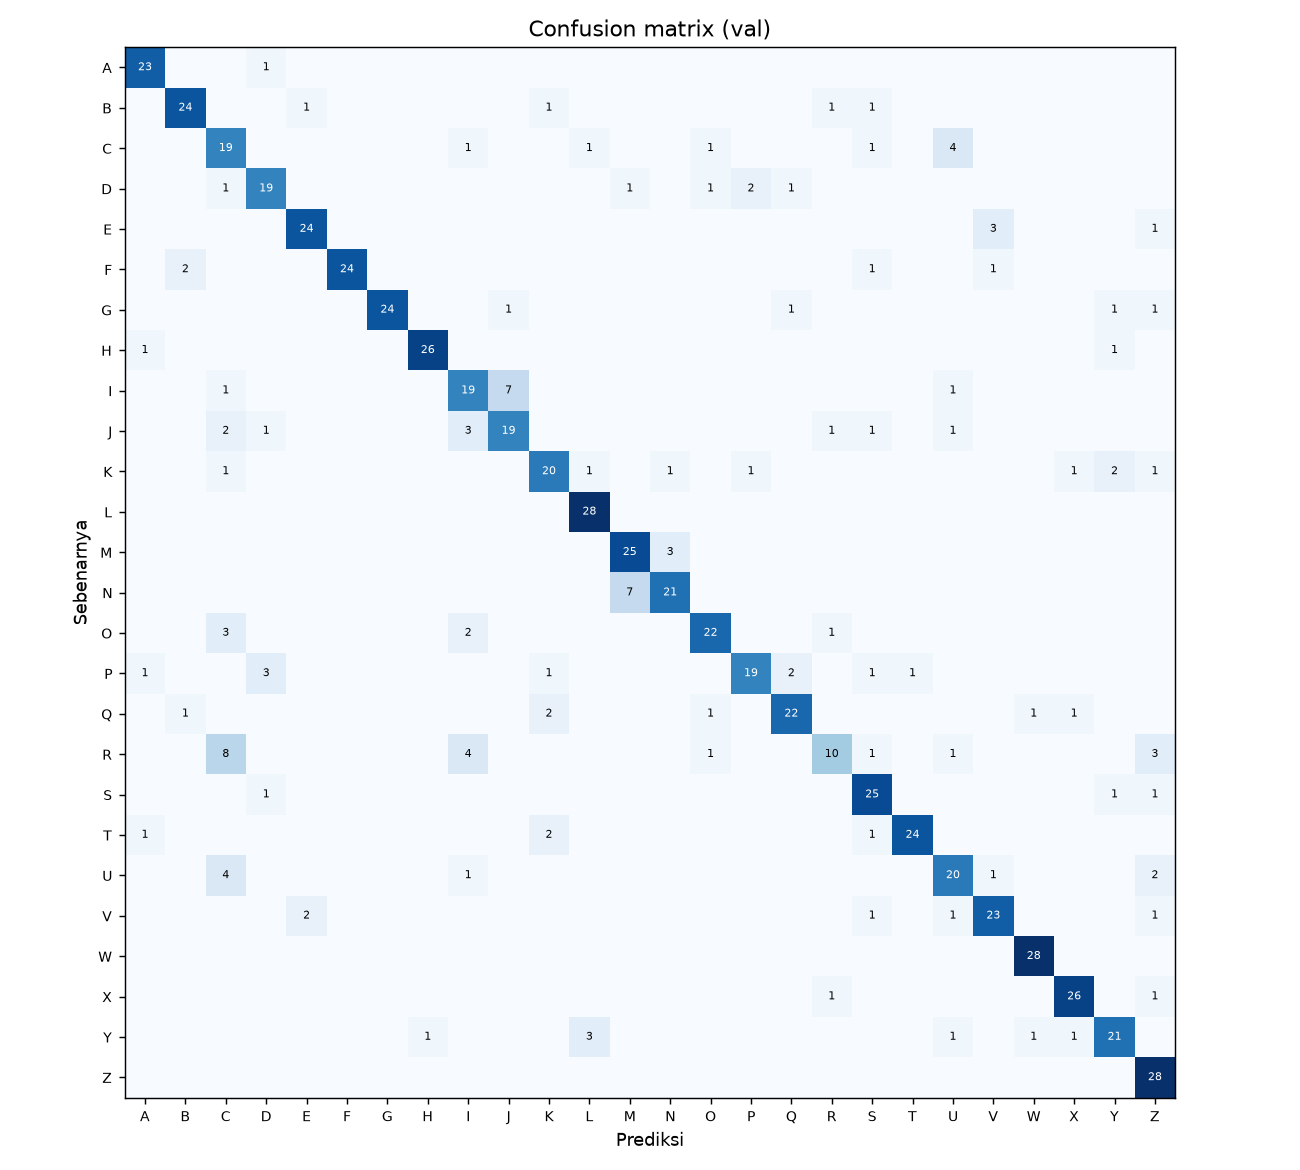 Confusion matrix (val)
A 23 1
B 24 1 1 1 1
C 19 1 1 1 1 4
D 1 19 1 1 2 1
E 24 3 1
F 2 24 1 1
G 24 1 1 1 1
H 1 26 1
I 1 19 7 1
J 2 1 3 19 1 1 1
K 1 20 1 1 1 1 2 1
L 28
M 25 3
N 7 21
O 3 2 22 1
P 1 3 1 19 2 1 1
Q 1 2 1 22 1 1
R 8 4 1 10 1 1 3
S 1 25 1 1
T 1 2 1 24
U 4 1 20 1 2
V 2 1 1 23 1
W 28
X 1 26 1
Y 1 3 1 1 1 21
Z 28
A B C D E F G H I J K L M N O P Q R S T U V W X Y Z
Prediksi
Sebenarnya